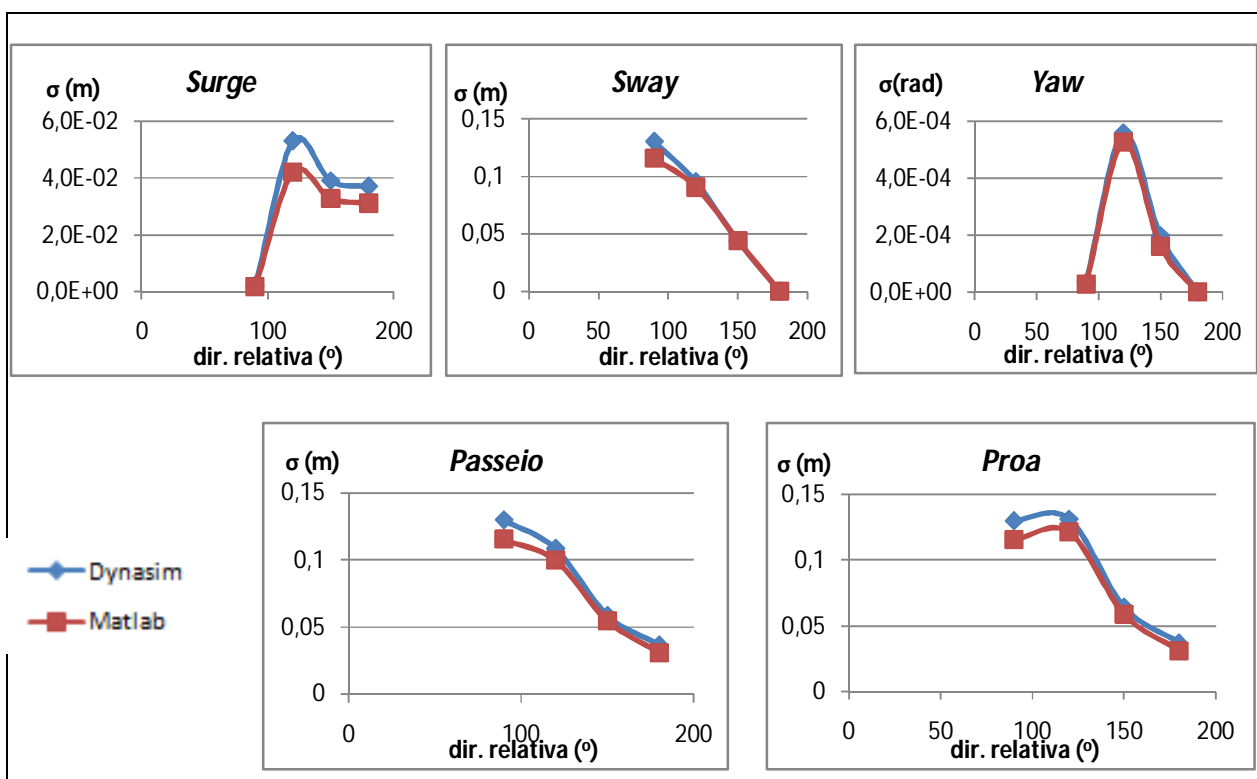 Surge
σ (m)
6,0E-02
4,0E-02
2,0E-02
0,0E+00
0
100
200
dir. relativa (º)
Sway
σ (m)
0,15
0,1
0,05
0
0
50
100
150
200
dir. relativa (º)
Yaw
σ(rad)
6,0E-04
4,0E-04
2,0E-04
0,0E+00
0
50
100
150
200
dir. relativa (º)
Passeio
σ (m)
0,15
0,1
0,05
0
0
100
200
dir. relativa (º)
Proa
σ (m)
0,15
0,1
0,05
0
0
50
100
150
200
dir. relativa (º)
Dynasim
Matlab